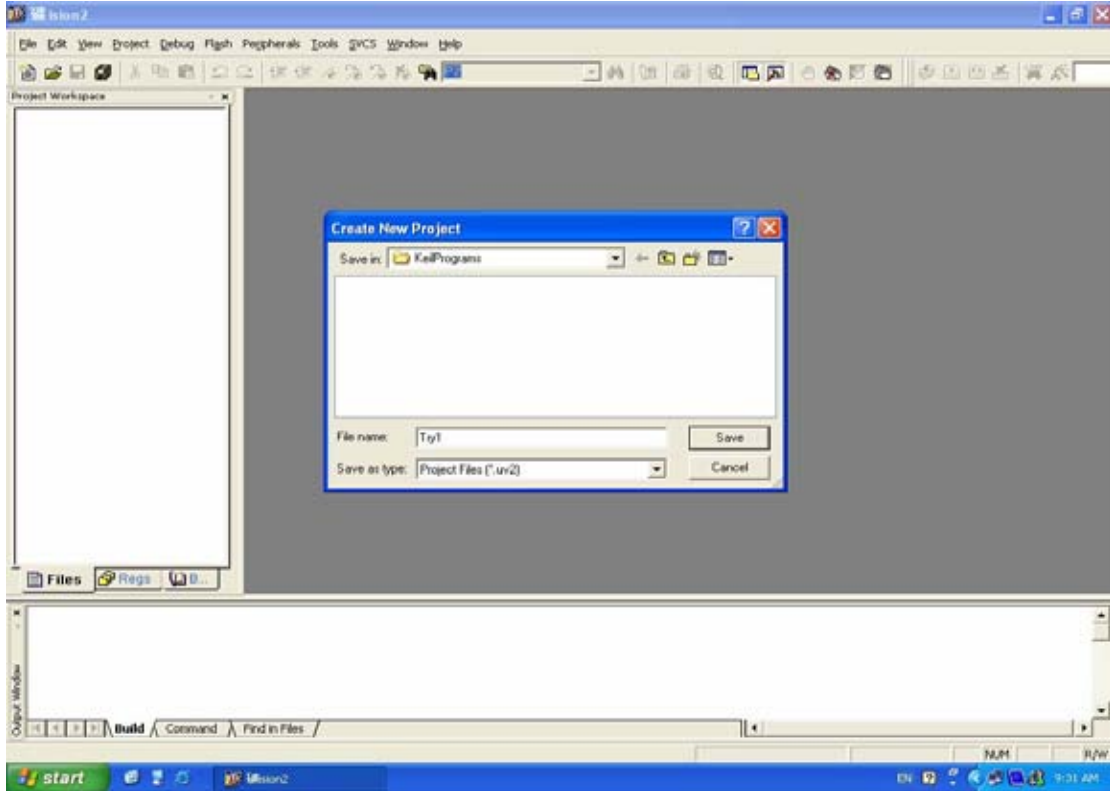 Vision2
File Edit View Project Debug Flash Peripherals Tools SVCS Window Help
Project Workspace
Create New Project
Save in: KeilPrograms
File name: Try1
Save
Save as type: Project Files (*.uv2)
Cancel
Files Regs B...
Output Window
Build Command Find in Files
NUM R/W
start Vision2 EN 9:31 AM